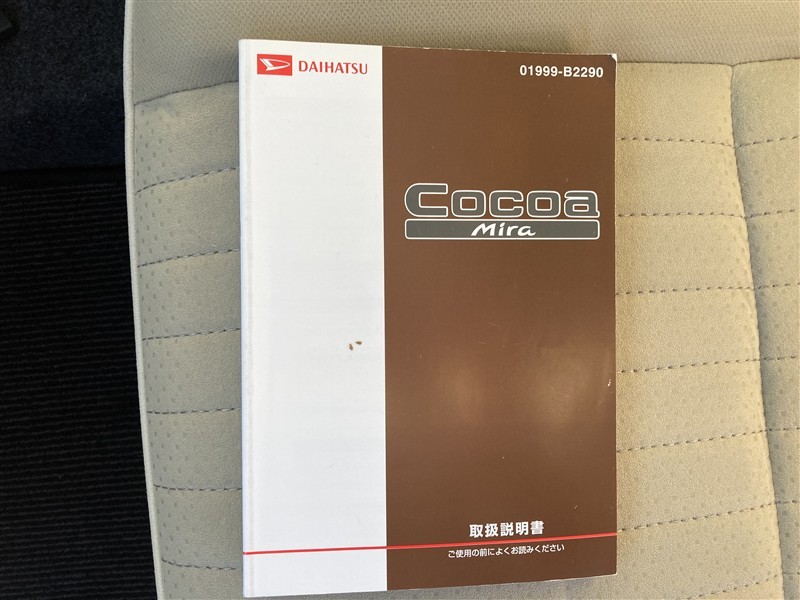 DAIHATSU
01999-B2290
Cocoa
Mira
取扱説明書
ご使用の前によくお読みください